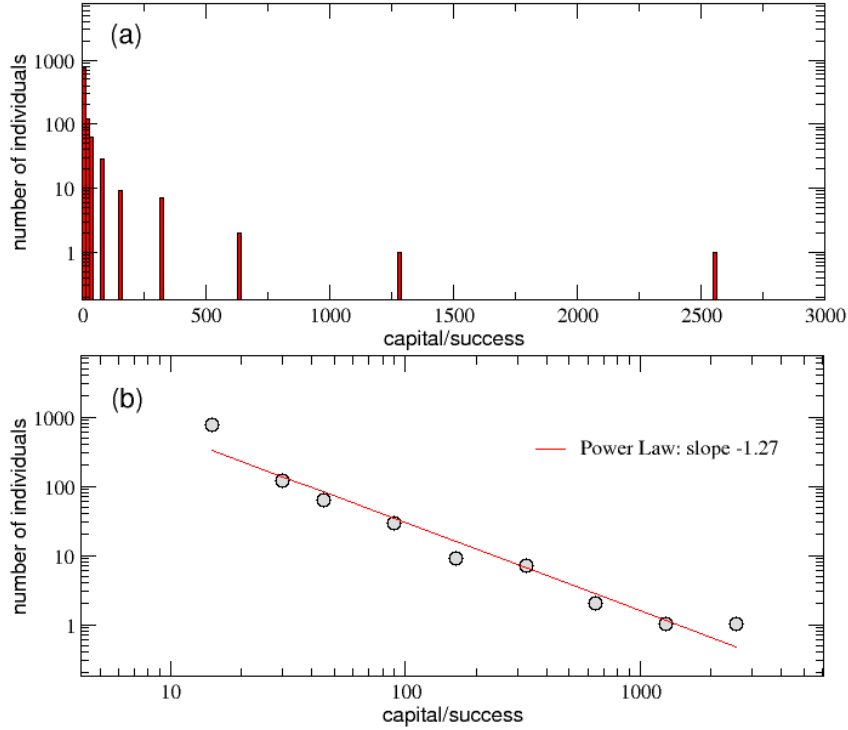 (a)
number of individuals
1000
100
10
1
0 500 1000 1500 2000 2500 3000
capital/success
(b)
number of individuals
1000
100
10
1
Power Law: slope -1.27
10 100 1000
capital/success